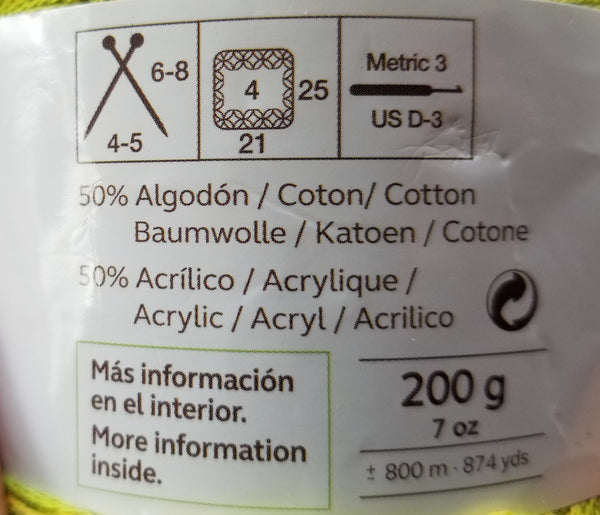 6-8
4-5
4
25
21
Metric 3
US D-3
50% Algodón / Coton/ Cotton
Baumwolle / Katoen / Cotone
50% Acrílico / Acrylique /
Acrylic / Acryl / Acrilico
Más información
en el interior.
More information
inside.
200 g
7 oz
± 800 m · 874 yds